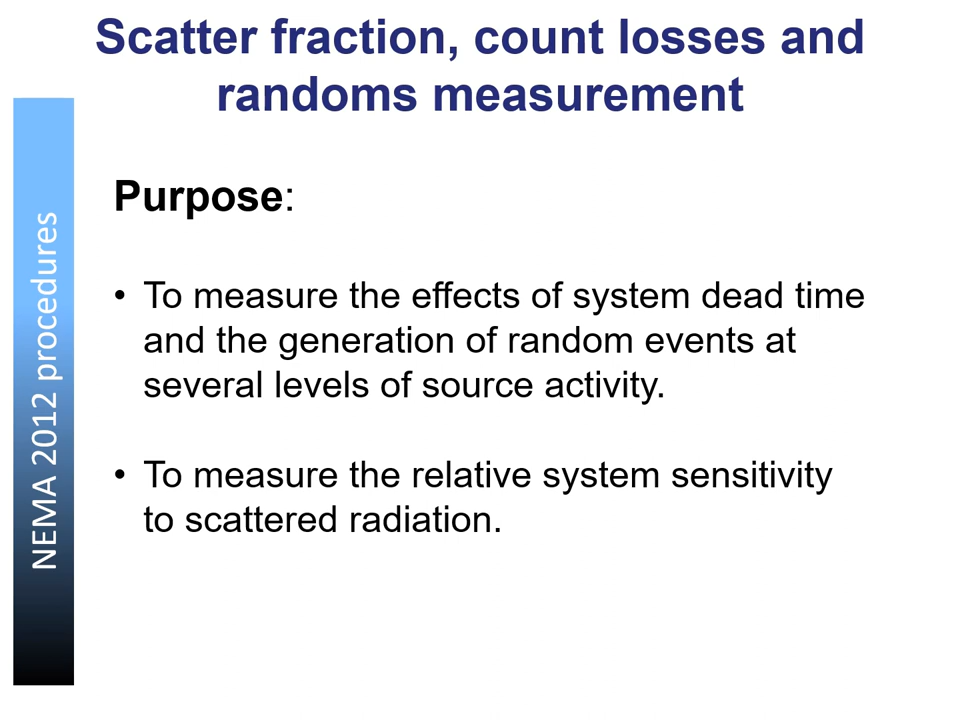 Scatter fraction, count losses and
randoms measurement
NEMA 2012 procedures
Purpose:
• To measure the effects of system dead time
and the generation of random events at
several levels of source activity.
• To measure the relative system sensitivity
to scattered radiation.